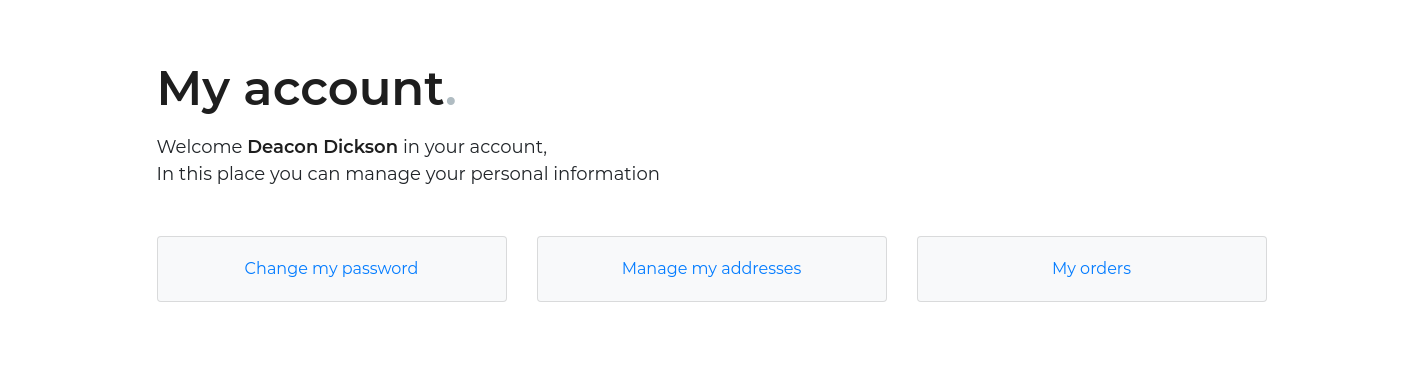 My account.
Welcome Deacon Dickson in your account,
In this place you can manage your personal information
Change my password
Manage my addresses
My orders